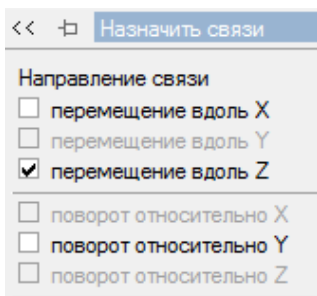 << Назначить связи
Направление связи
перемещение вдоль X
перемещение вдоль Y
перемещение вдоль Z
поворот относительно X
поворот относительно Y
поворот относительно Z